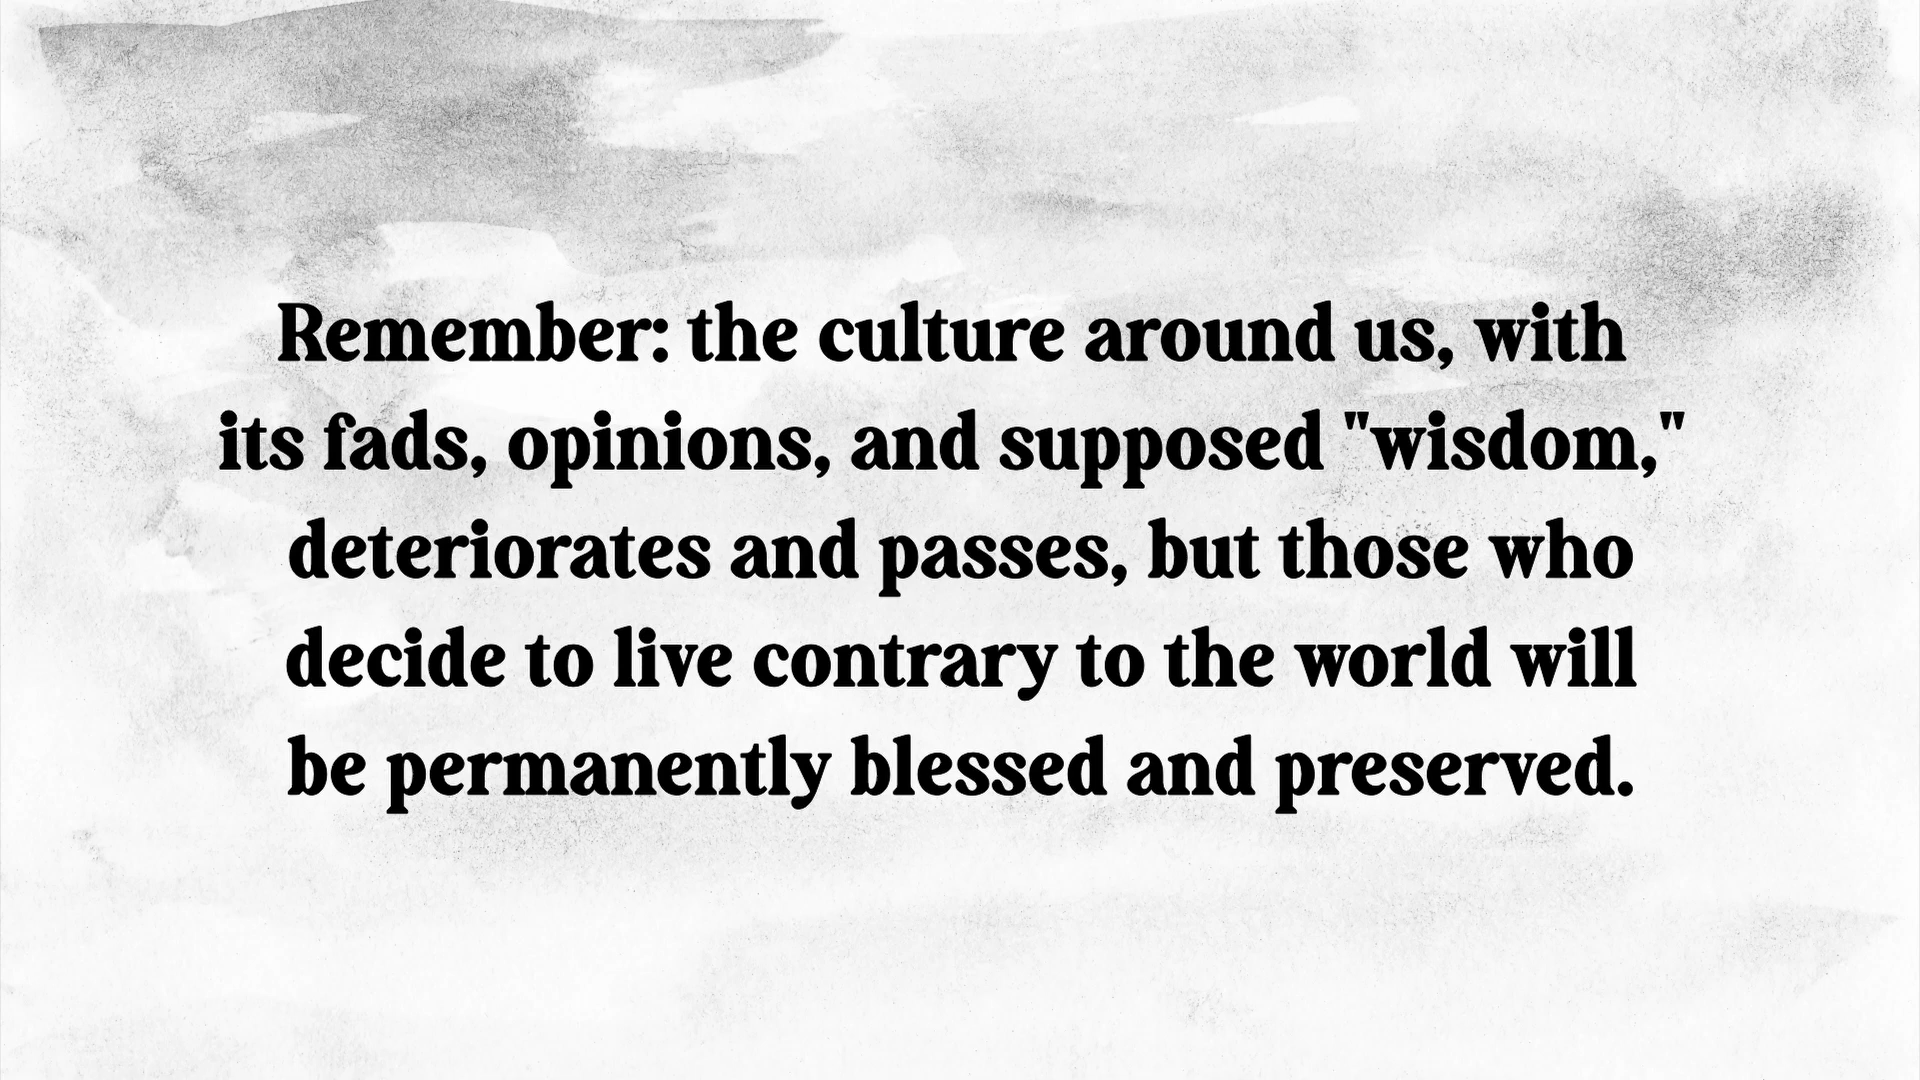 Remember: the culture around us, with
its fads, opinions, and supposed "wisdom,"
deteriorates and passes, but those who
decide to live contrary to the world will
be permanently blessed and preserved.